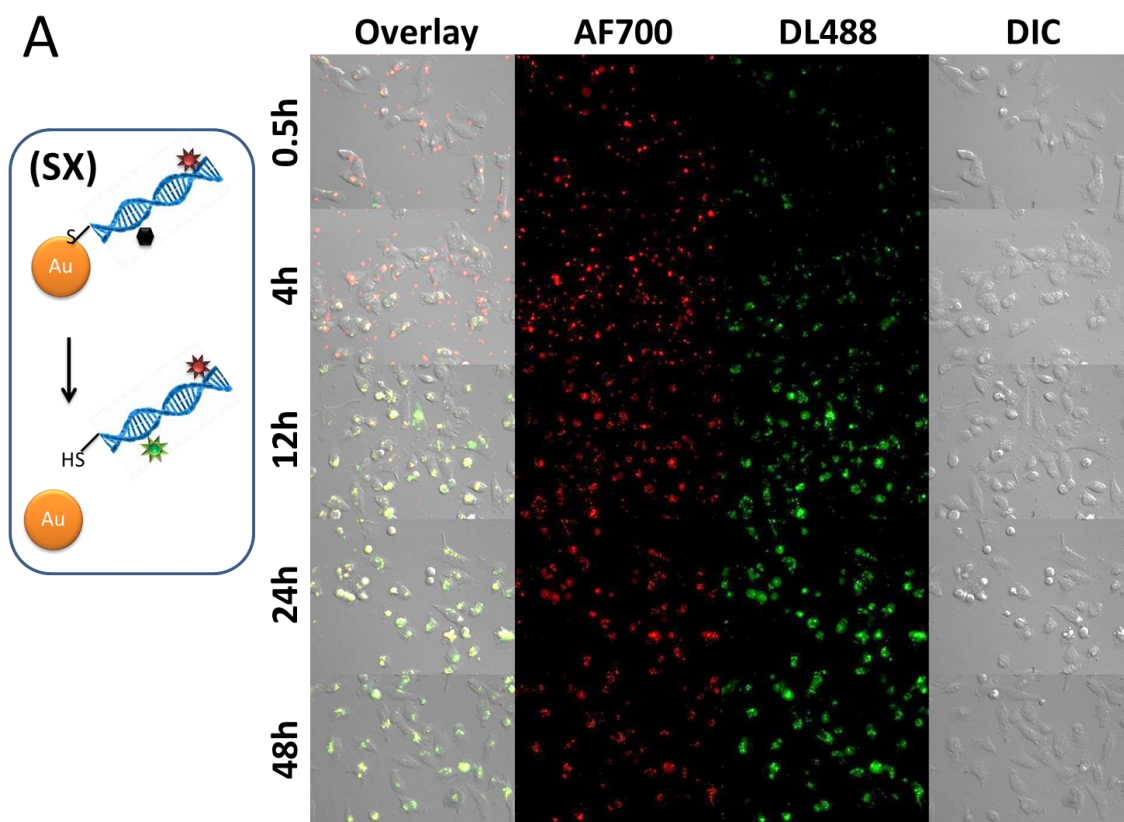 A
Overlay AF700 DL488 DIC
(SX)
S
Au
HS
Au
0.5h
4h
12h
24h
48h